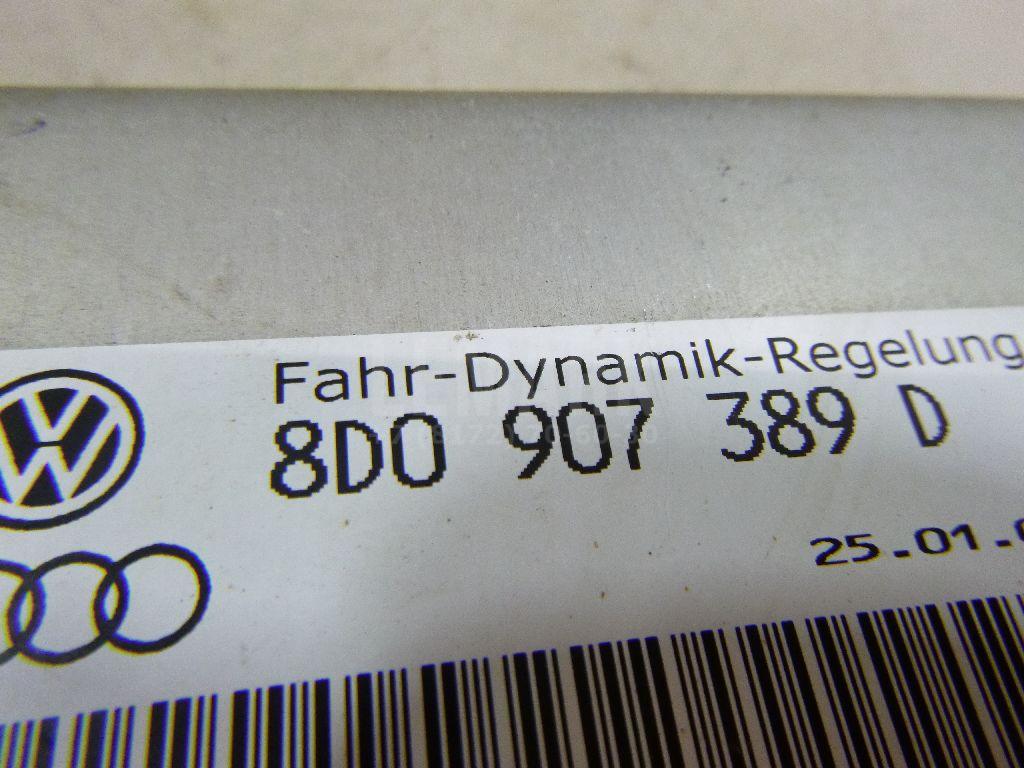 Fahr-Dynamik-Regelung
8D0 907 389 D
25.01.